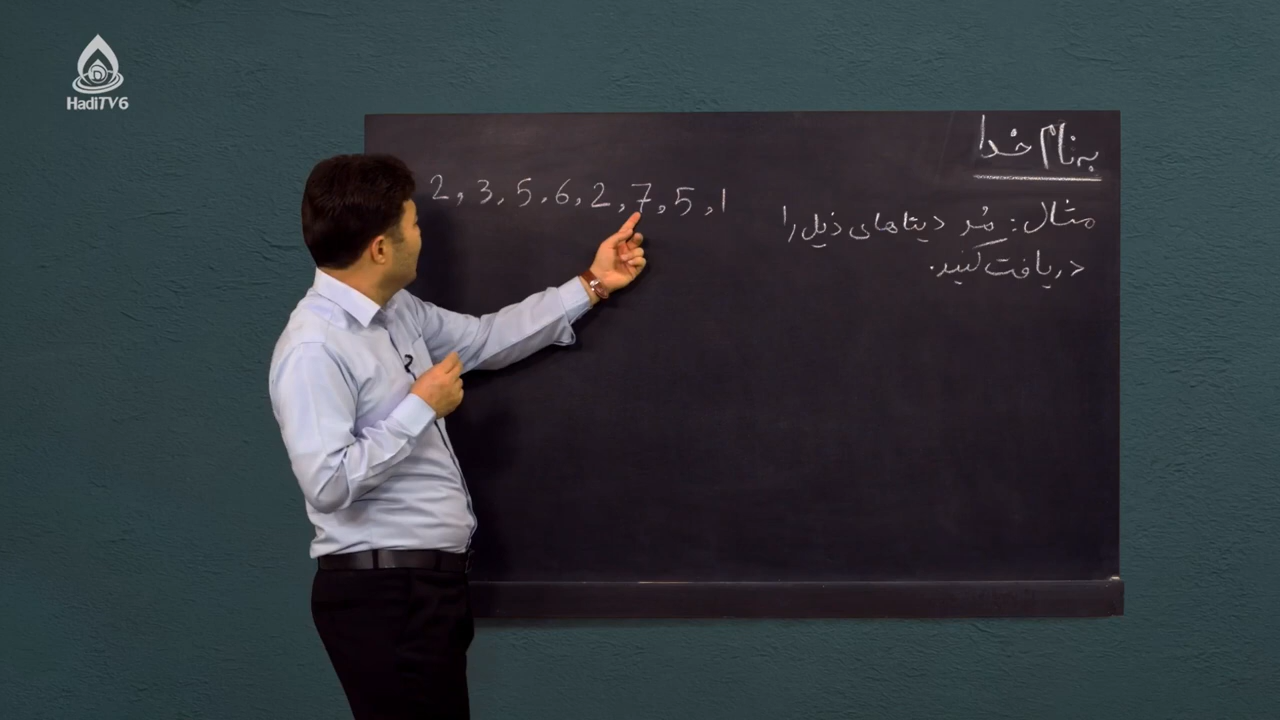 HadiTV6
به نام خدا
2, 3, 5, 6, 2, 7, 5, 1
مثال: مُد دیتاهای ذیل را
دریافت کنید.